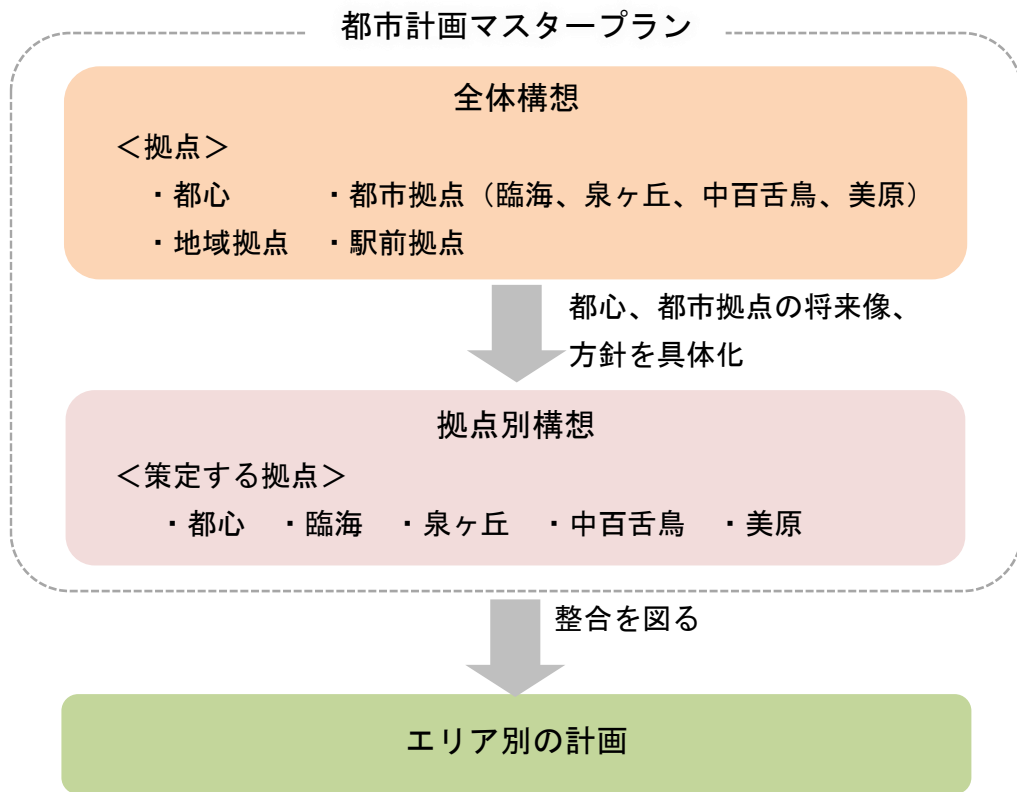 都市計画マスタープラン
全体構想
＜拠点＞
・都心　・都市拠点（臨海、泉ヶ丘、中百舌鳥、美原）
・地域拠点　・駅前拠点
都心、都市拠点の将来像、
方針を具体化
拠点別構想
＜策定する拠点＞
・都心　・臨海　・泉ヶ丘　・中百舌鳥　・美原
整合を図る
エリア別の計画